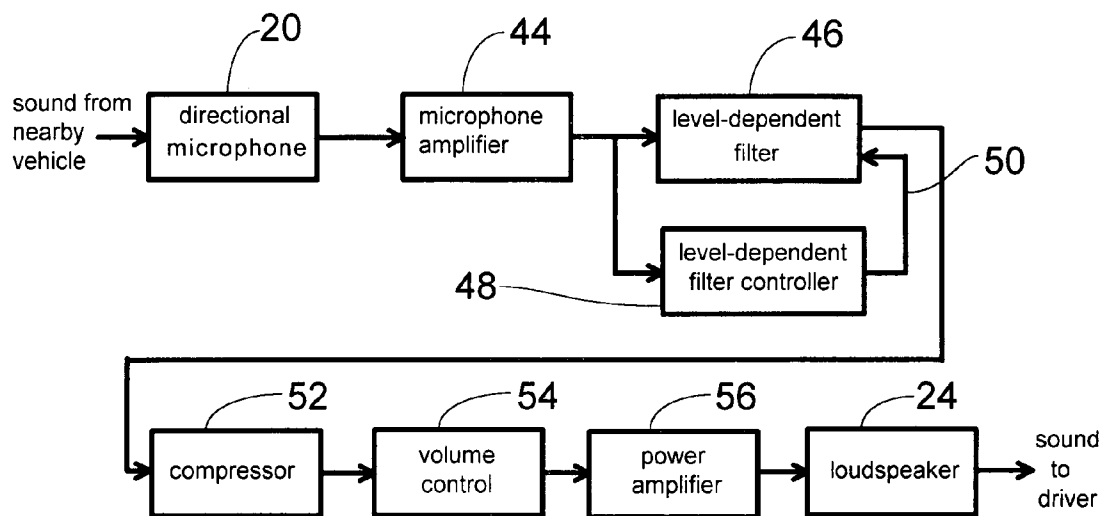 20
44
46
sound from
nearby
vehicle
directional
microphone
microphone
amplifier
level-dependent
filter
50
level-dependent
filter controller
48
52
54
56
24
compressor
volume
control
power
amplifier
loudspeaker
sound
to
driver